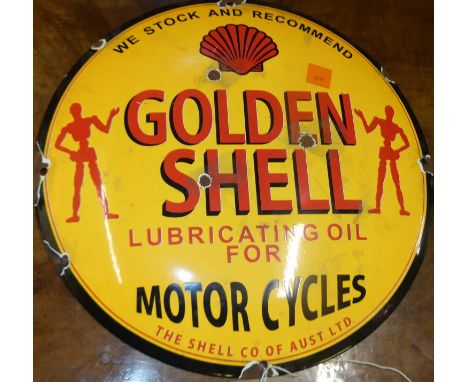 WE STOCK AND RECOMMEND
GOLDEN
SHELL
LUBRICATING OIL
FOR
MOTOR CYCLES
THE SHELL CO. OF AUST. LTD